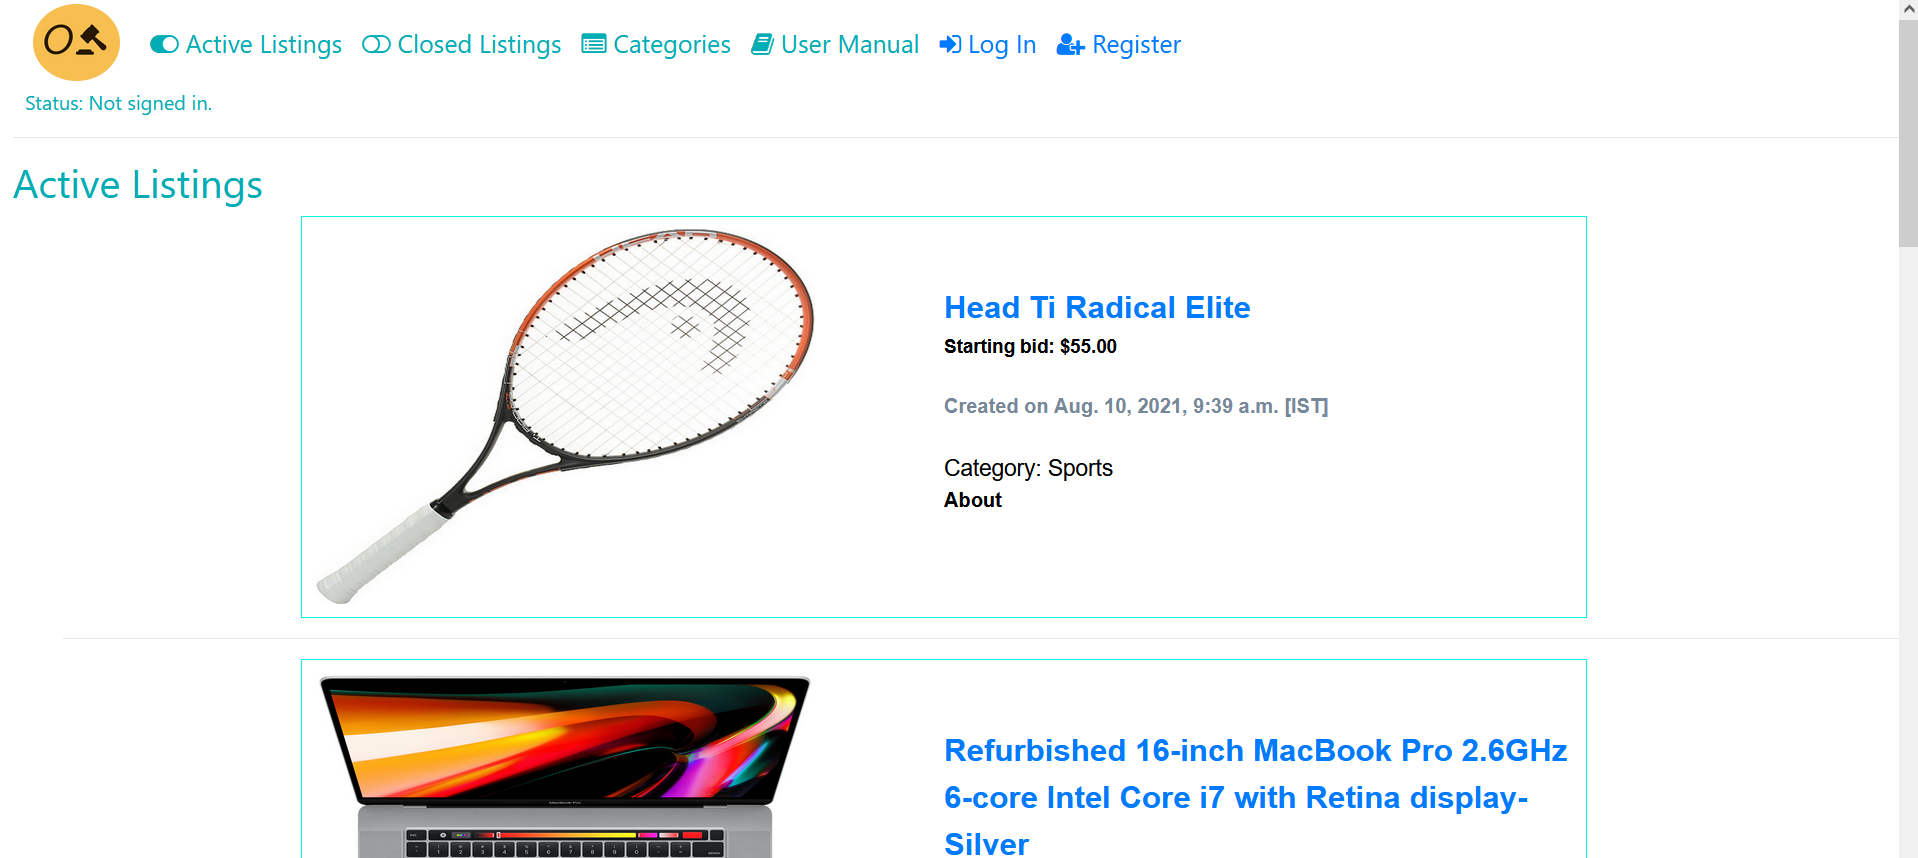 Active Listings Closed Listings Categories User Manual Log In Register
Status: Not signed in.
Active Listings
Head Ti Radical Elite
Starting bid: $55.00
Created on Aug. 10, 2021, 9:39 a.m. [IST]
Category: Sports
About
MacBook Pro
Refurbished 16-inch MacBook Pro 2.6GHz
6-core Intel Core i7 with Retina display-
Silver